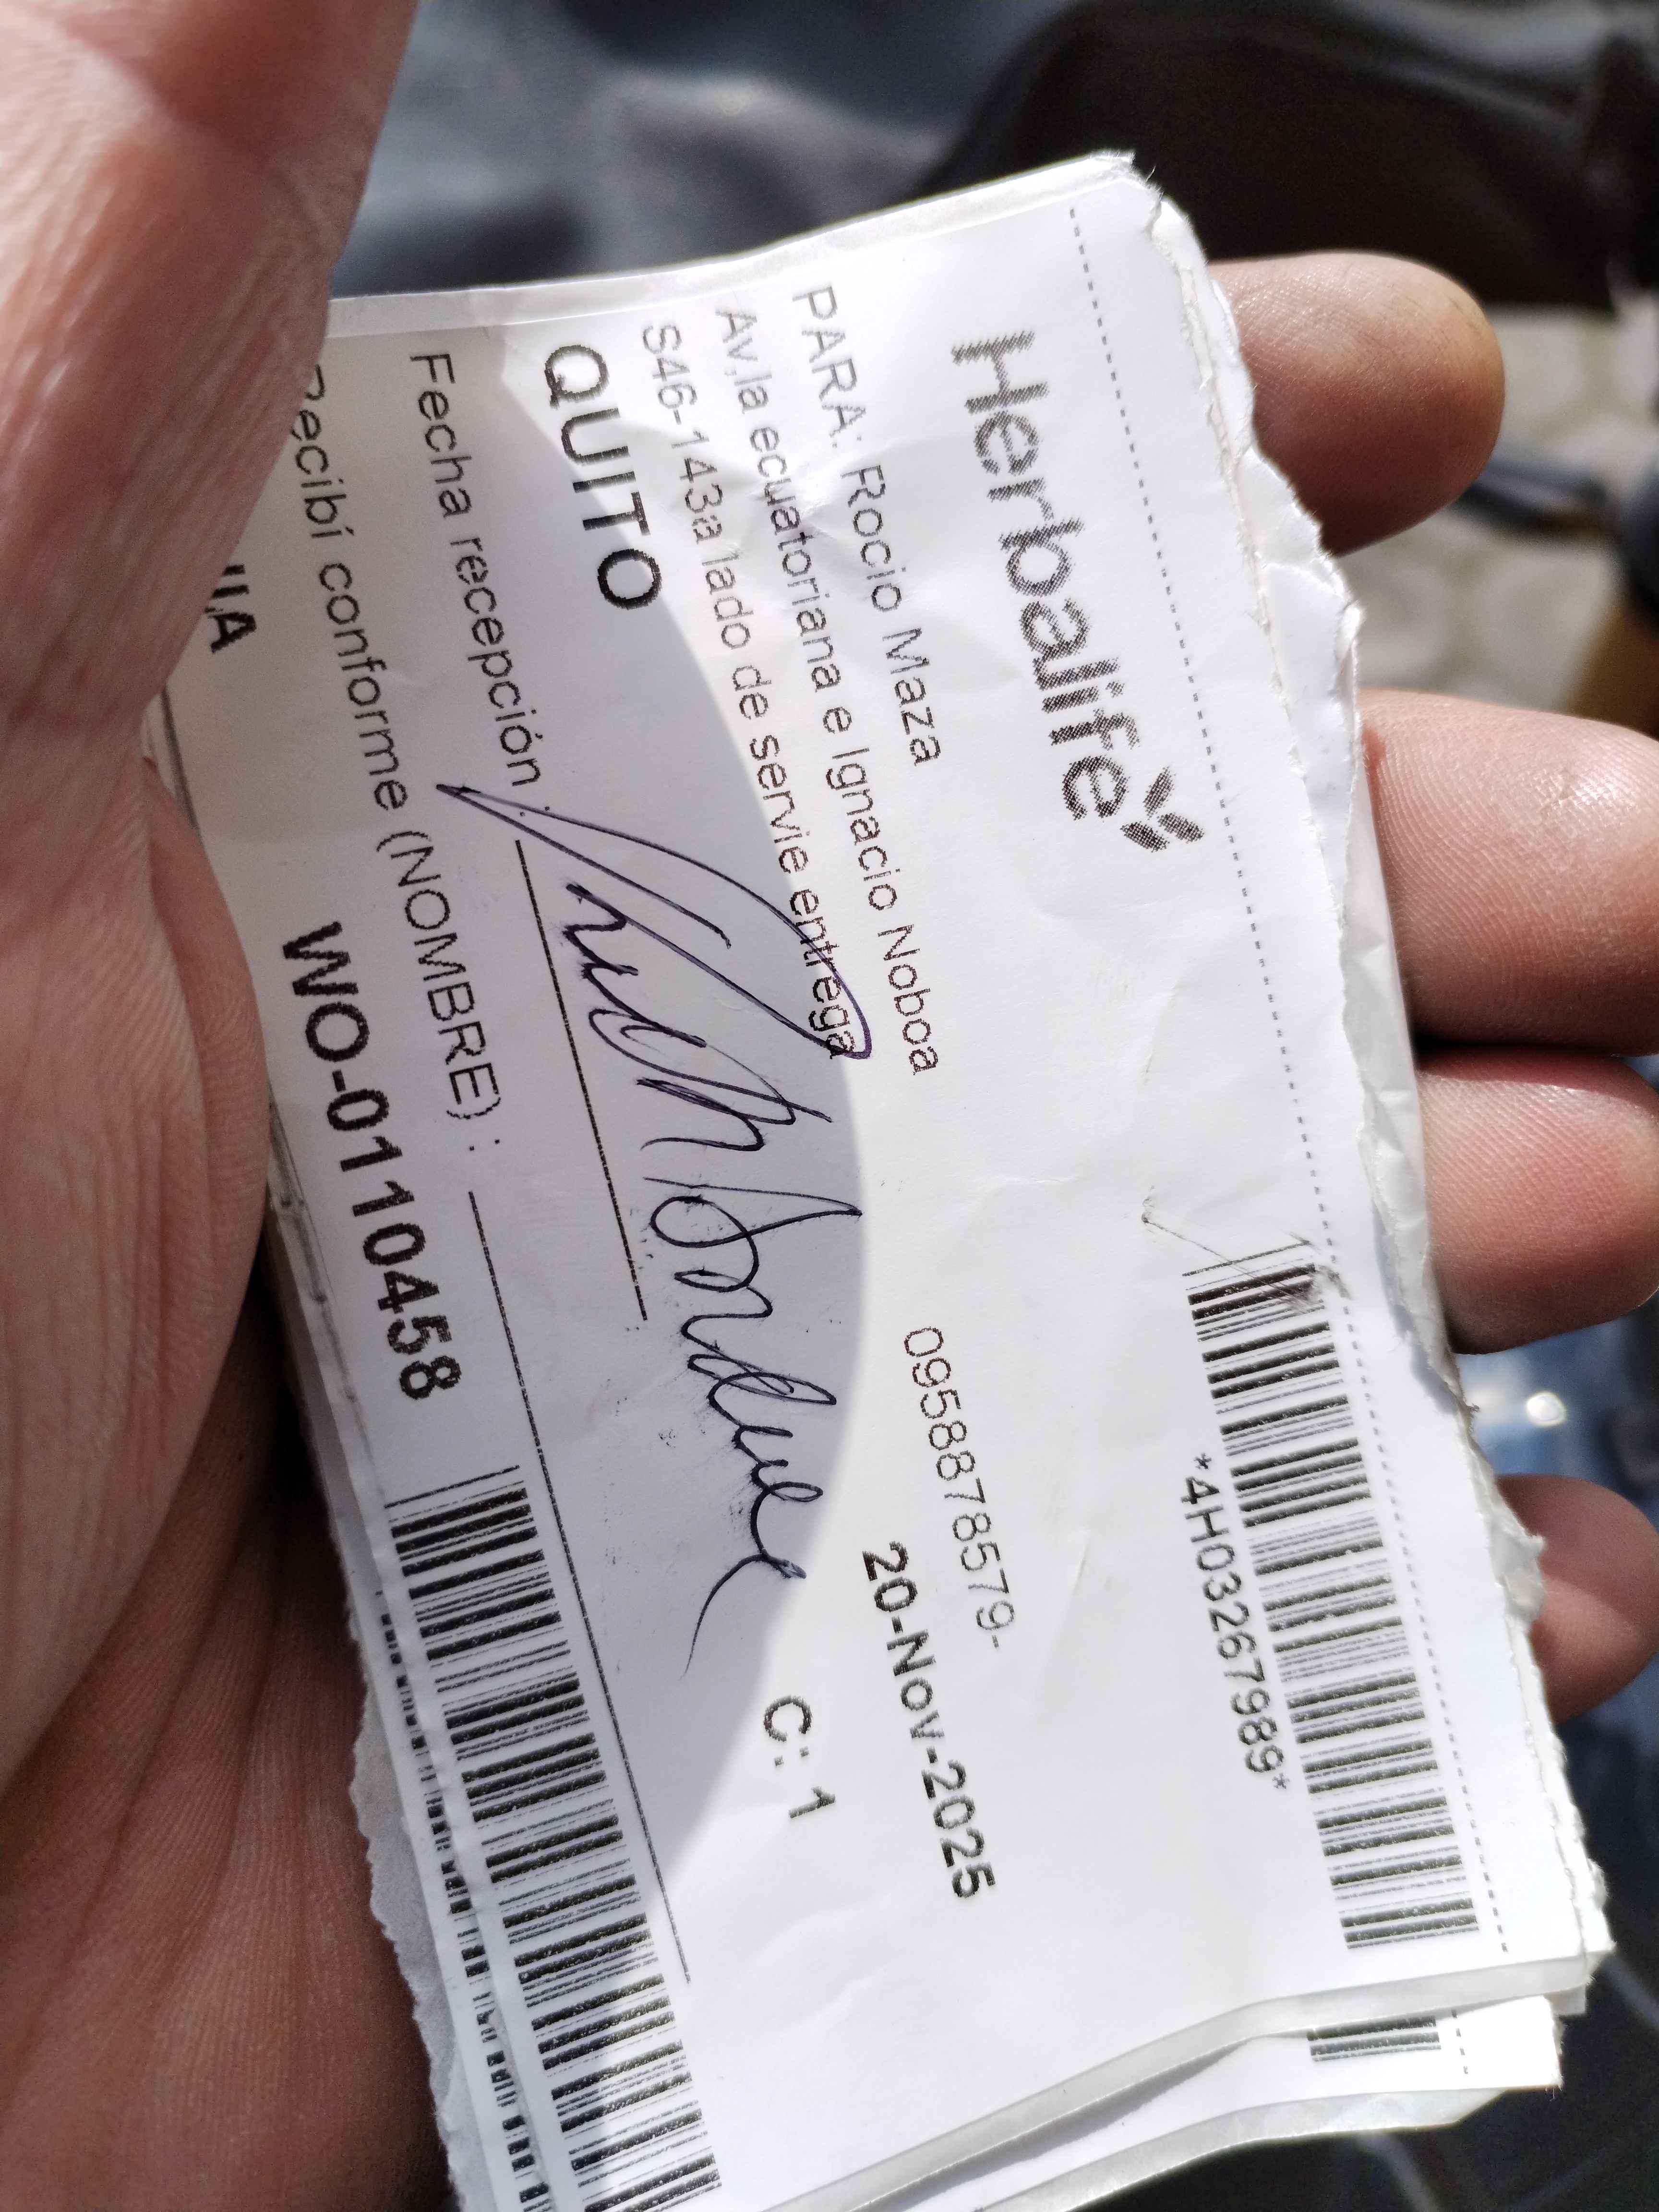 Herbalife
*4H03267989*
PARA: Rocio Maza
0958878579-
Av,la ecuatoriana e Ignacio Noboa
S46-143a lado de servie entrega
20-Nov-2025
QUITO
C: 1
Fecha recepción :
Recibí conforme (NOMBRE) :
WO-0110458